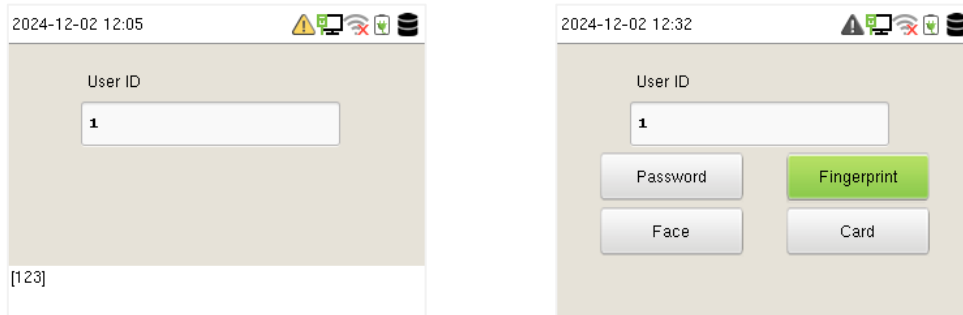 2024-12-02 12:05
User ID
1
[123]
2024-12-02 12:32
User ID
1
Password Fingerprint
Face Card